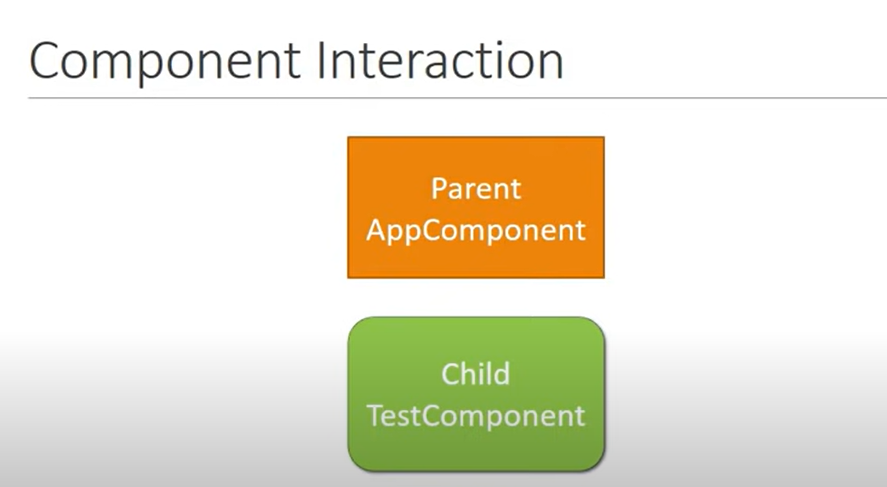 Component Interaction
Parent
AppComponent
Child
TestComponent